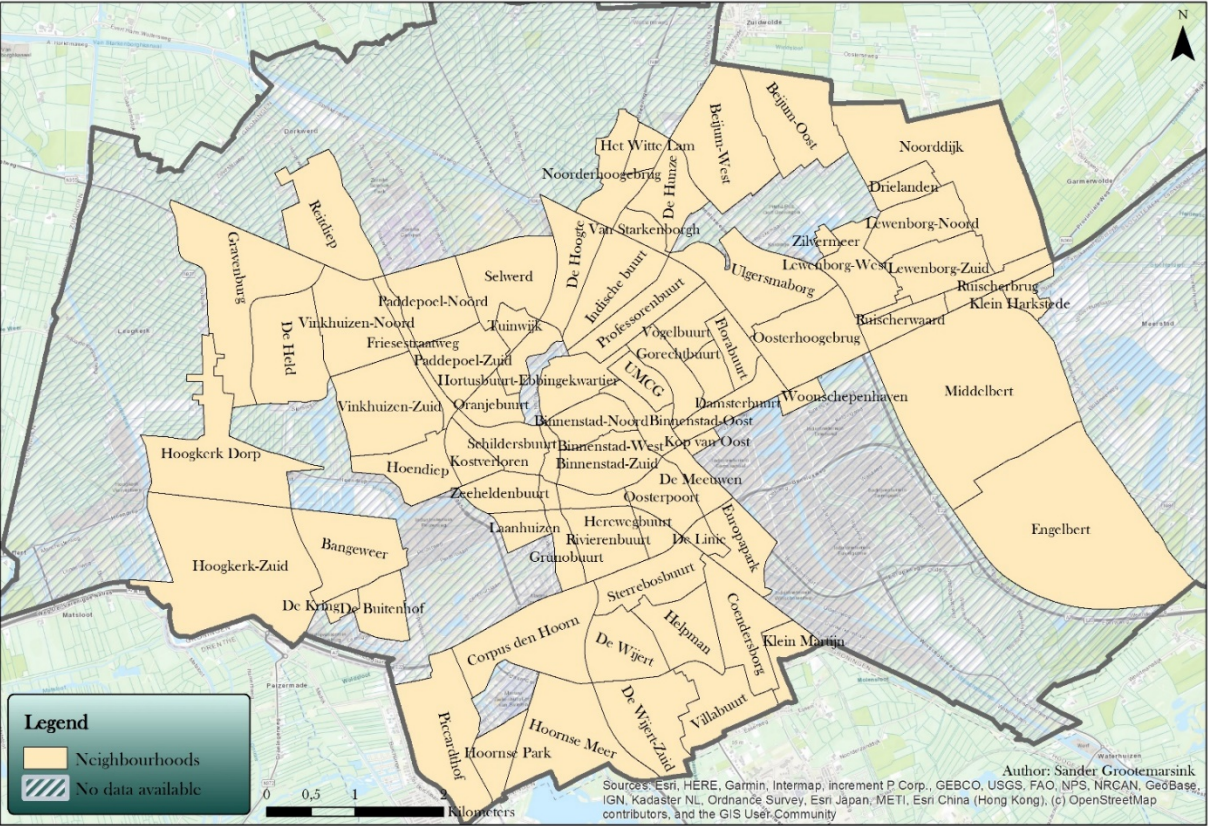 N
Zuidwolde
Beijum-Oost
Beijum-West
Het Witte Lam
Noorddijk
Dorkwerd
Noorderhoogebrug
De Hunze
Garmerwolde
Drielanden
Reitdiep
Lewenborg-Noord
Van Starkenborgh
De Hoogte
Zilvermeer
Gravenburg
Selwerd
Indische buurt
Ulgersmaborg
Lewenborg-West
Lewenborg-Zuid
Ruischerbrug
Paddepoel-Noord
Professorenbuurt
Klein Harkstede
Vinkhuizen-Noord
Tuinwijk
Ruischerwaard
Leegkerk
De Held
Friesestraatweg
Vogelbuurt
Florabuurt
Oosterhoogebrug
Paddepoel-Zuid
Gorechtbuurt
UMCG
Hortusbuurt-Ebbingekwartier
Middelbert
Vinkhuizen-Zuid
Oranjebuurt
Damsterbuurt
Woonschepenhaven
Binnenstad-Noord
Binnenstad-Oost
Schildersbuurt
Binnenstad-West
Kop van Oost
Hoogkerk Dorp
Kostverloren
Binnenstad-Zuid
Hoendiep
De Meeuwen
Zeeheldenbuurt
Oosterpoort
Laanhuizen
Herewegbuurt
Europapark
Rivierenbuurt
De Linie
Engelbert
Bangeweer
Grunobuurt
Hoogkerk-Zuid
Sterrebosbuurt
De Kring
De Buitenhof
Matsloot
Coendersborg
Helpman
Corpus den Hoorn
De Wijert
Klein Martijn
Peizermade
De Wijert-Zuid
Villabuurt
Piccardthof
Hoornse Meer
Hoornse Park
Waterhuizen
Legend
Neighbourhoods
No data available
0 0,5 1 2
Kilometers
Author: Sander Grootemarsink
Sources: Esri, HERE, Garmin, Intermap, increment P Corp., GEBCO, USGS, FAO, NPS, NRCAN, GeoBase,
IGN, Kadaster NL, Ordnance Survey, Esri Japan, METI, Esri China (Hong Kong), (c) OpenStreetMap
contributors, and the GIS User Community